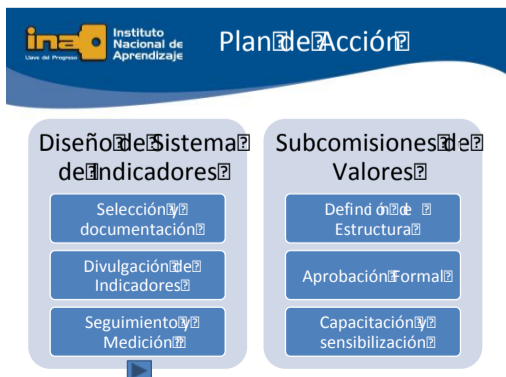 ina
Llave del Progreso
Instituto
Nacional de
Aprendizaje
Plan de Acción
Diseño de Sistema
de Indicadores
Selección y
documentación
Divulgación de
Indicadores
Seguimiento y
Medición
Subcomisiones de
Valores
Definición de
Estructura
Aprobación Formal
Capacitación y
sensibilización